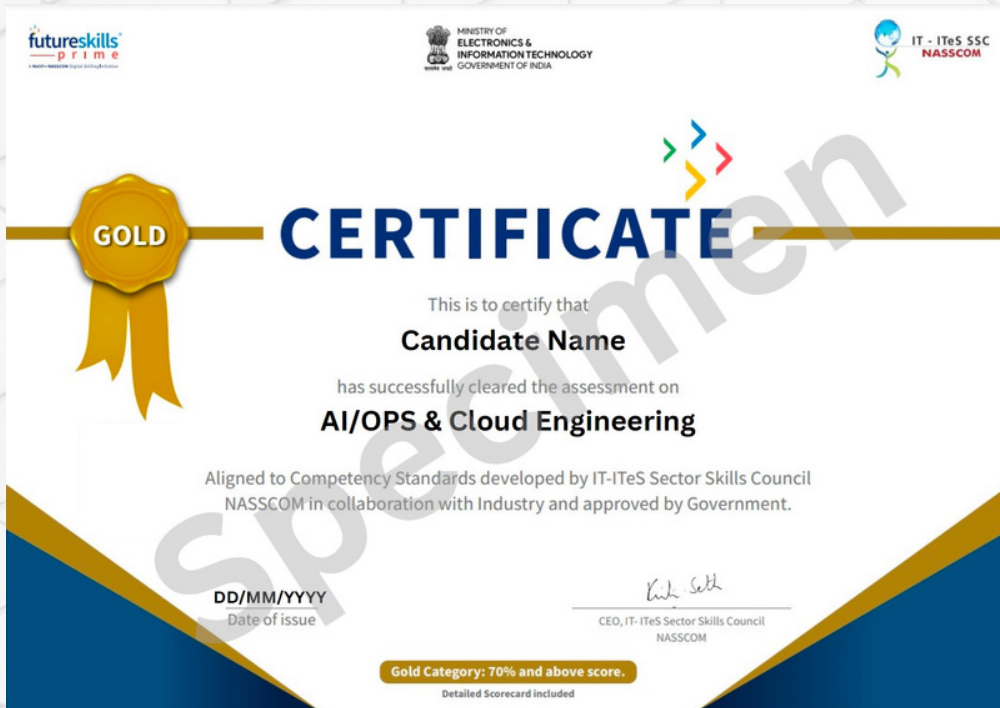 futureskills
prime
MINISTRY OF
ELECTRONICS &
INFORMATION TECHNOLOGY
GOVERNMENT OF INDIA
IT - ITeS SSC
NASSCOM
GOLD
CERTIFICATE
This is to certify that
Candidate Name
has successfully cleared the assessment on
AI/OPS & Cloud Engineering
Aligned to Competency Standards developed by IT-ITeS Sector Skills Council
NASSCOM in collaboration with Industry and approved by Government.
Specimen
DD/MM/YYYY
Date of issue
CEO, IT- ITeS Sector Skills Council
NASSCOM
Gold Category: 70% and above score.
Detailed Scorecard included